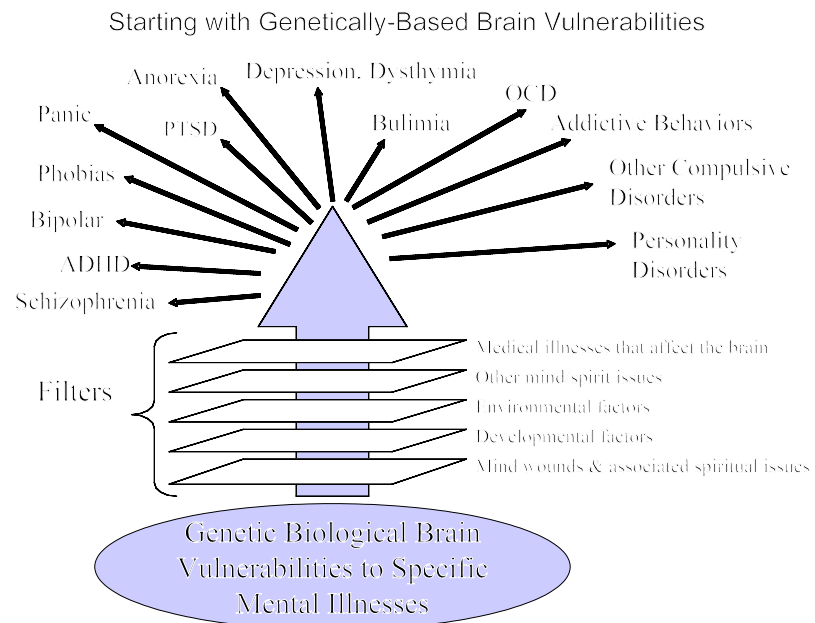 Starting with Genetically-Based Brain Vulnerabilities
Anorexia
Depression, Dysthymia
OCD
Panic
PTSD
Bulimia
Addictive Behaviors
Phobias
Other Compulsive
Disorders
Bipolar
Personality
Disorders
ADHD
Schizophrenia
Filters
Medical illnesses that affect the brain
Other mind spirit issues
Environmental factors
Developmental factors
Mind wounds & associated spiritual issues
Genetic Biological Brain
Vulnerabilities to Specific
Mental Illnesses